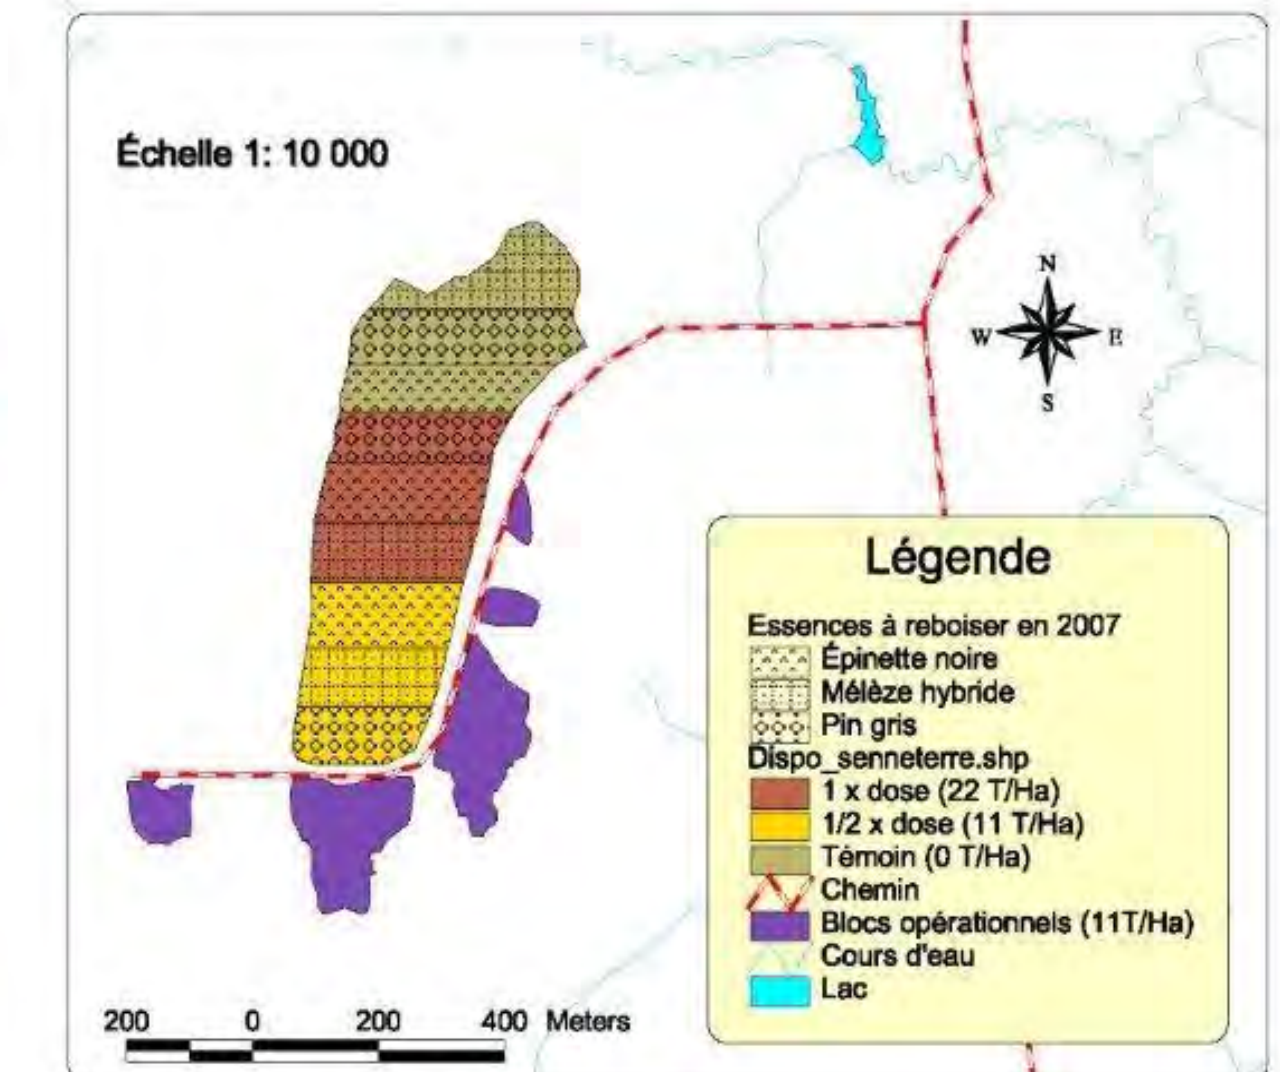 Échelle 1: 10 000
N
W E
S
Légende
Essences à reboiser en 2007
Épinette noire
Mélèze hybride
Pin gris
Dispo_senneterre.shp
1 x dose (22 T/Ha)
1/2 x dose (11 T/Ha)
Témoin (0 T/Ha)
Chemin
Blocs opérationnels (11T/Ha)
Cours d'eau
Lac
200 0 200 400 Meters